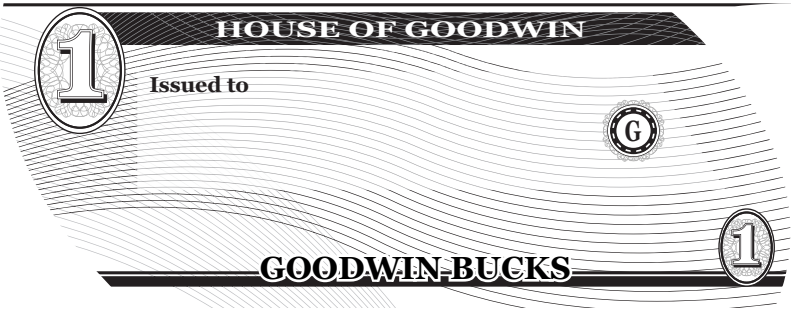 1
HOUSE OF GOODWIN
Issued to
G
1
GOODWIN BUCKS